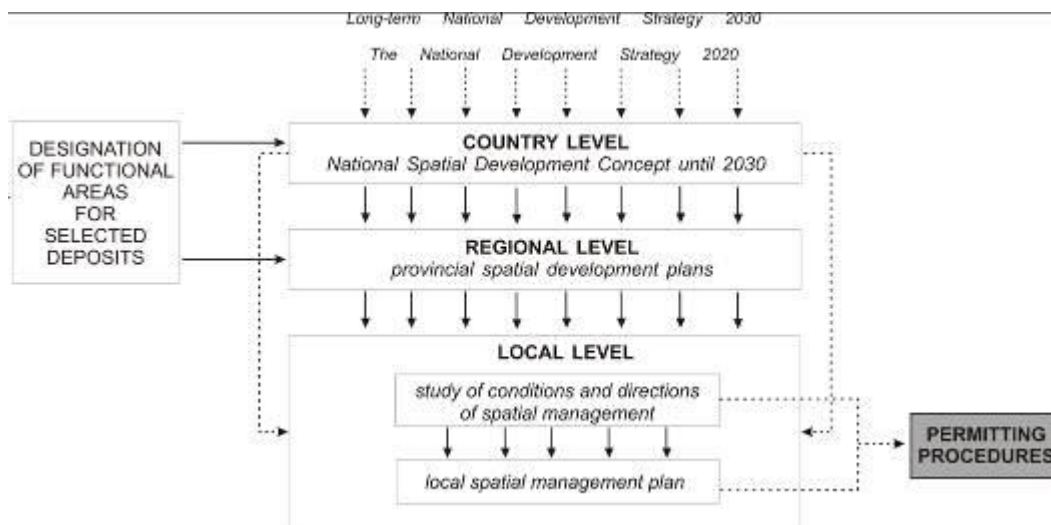 Long-term National Development Strategy 2030
The National Development Strategy 2020
DESIGNATION
OF FUNCTIONAL
AREAS
FOR
SELECTED
DEPOSITS
COUNTRY LEVEL
National Spatial Development Concept until 2030
REGIONAL LEVEL
provincial spatial development plans
LOCAL LEVEL
study of conditions and directions
of spatial management
local spatial management plan
PERMITTING
PROCEDURES